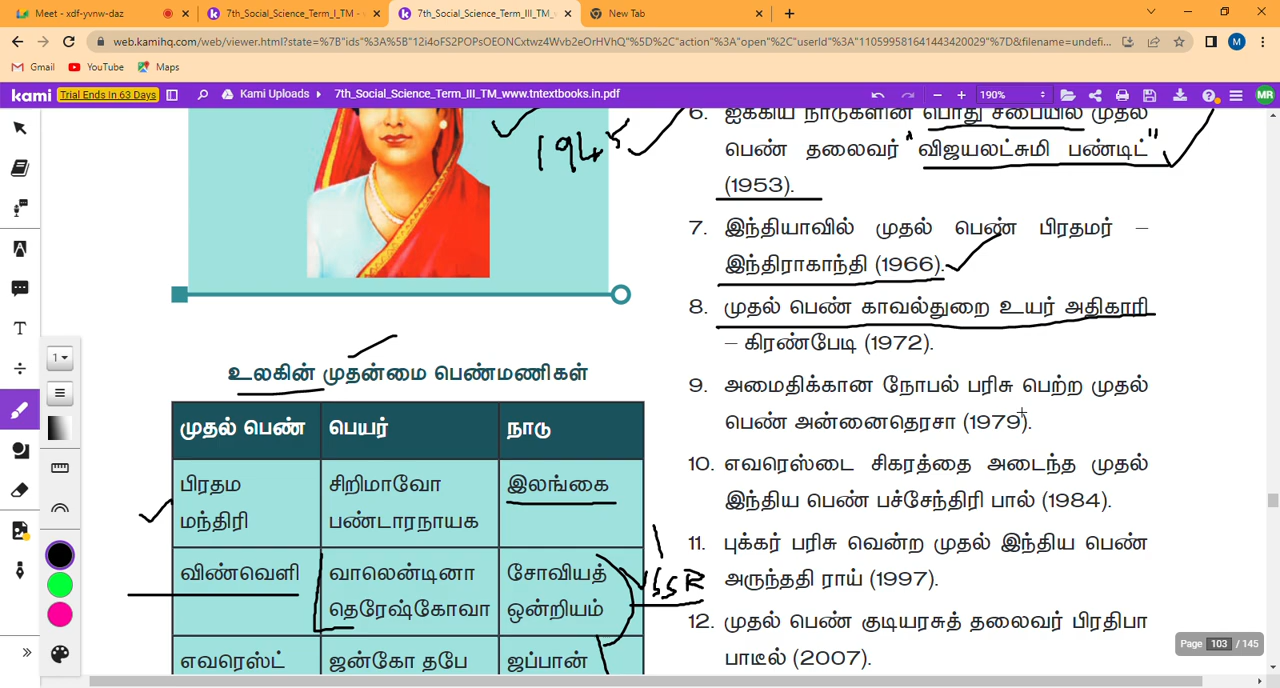 Meet - xdf-yvnw-daz
7th_Social_Science_Term_I_TM -
7th_Social_Science_Term_III_TM_
New Tab
web.kamihq.com/web/viewer.html?state=%7B"ids"%3A%5B"12i4oFS2POPsOEONCxtwz4Wvb2eOrHVhQ"%5D%2C"action"%3A"open"%2C"userId"%3A"110599581641443420029"%7D&filename=undefi...
M
Gmail
YouTube
Maps
kami
Trial Ends In 63 Days
Kami Uploads
7th_Social_Science_Term_III_TM_www.tntextbooks.in.pdf
190%
MR
1945
உலகின் முதன்மை பெண்மணிகள்
முதல் பெண் பெயர் நாடு
பிரதம சிறிமாவோ இலங்கை
மந்திரி பண்டாரநாயக
விண்வெளி வாலென்டினா சோவியத்
தெரேஷ்கோவா ஒன்றியம்
எவரெஸ்ட் ஜன்கோ தபே ஜப்பான்
6. ஐக்கிய நாடுகளின் பொது சபையில் முதல்
பெண் தலைவர் "விஜயலட்சுமி பண்டிட்"
(1953).
7. இந்தியாவில் முதல் பெண் பிரதமர் –
இந்திராகாந்தி (1966).
8. முதல் பெண் காவல்துறை உயர் அதிகாரி
– கிரண்பேடி (1972).
9. அமைதிக்கான நோபல் பரிசு பெற்ற முதல்
பெண் அன்னைதெரசா (1979).
10. எவரெஸ்டை சிகரத்தை அடைந்த முதல்
இந்திய பெண் பச்சேந்திரி பால் (1984).
11. புக்கர் பரிசு வென்ற முதல் இந்திய பெண்
அருந்ததி ராய் (1997).
12. முதல் பெண் குடியரசுத் தலைவர் பிரதிபா
பாடீல் (2007).
Page 103 / 145
1
T